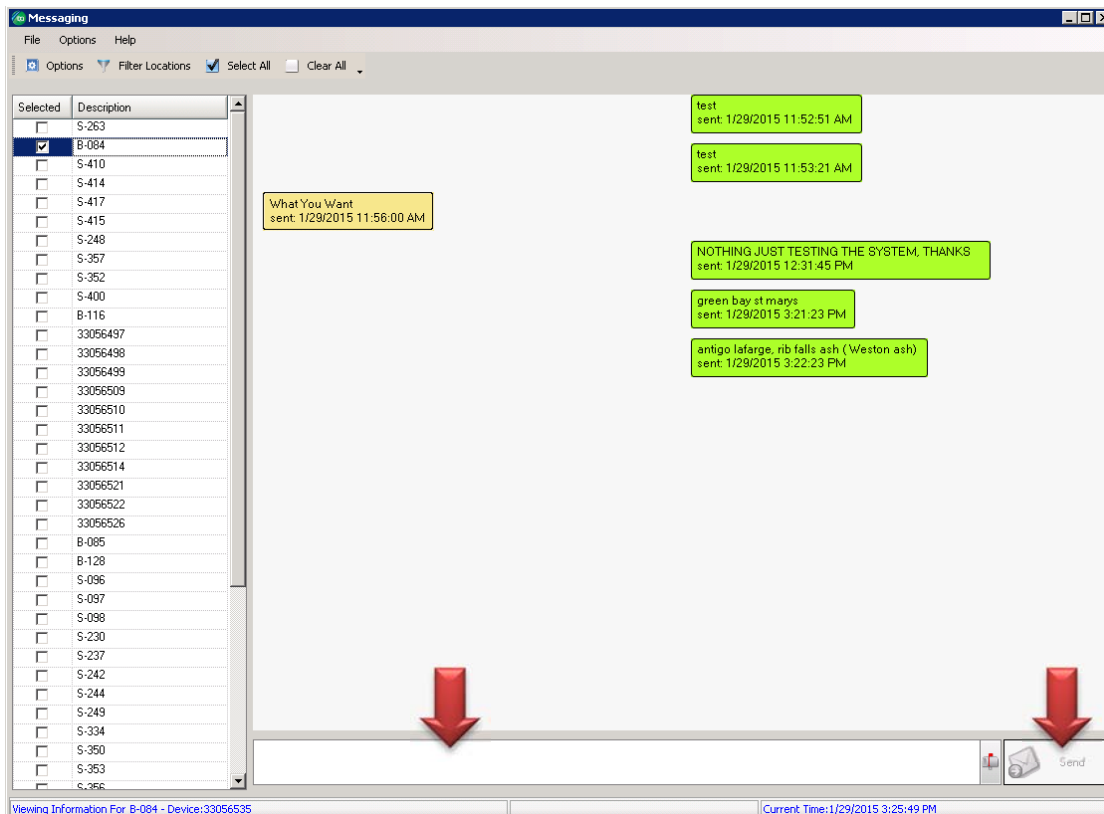 Messaging
File Options Help
Options Filter Locations Select All Clear All
Selected Description
S-263
B-084
S-410
S-414
S-417
S-415
S-248
S-357
S-352
S-400
B-116
33056497
33056498
33056499
33056509
33056510
33056511
33056512
33056514
33056521
33056522
33056526
B-085
B-128
S-096
S-097
S-098
S-230
S-237
S-242
S-244
S-249
S-334
S-350
S-353
S-356
test
sent: 1/29/2015 11:52:51 AM
test
sent: 1/29/2015 11:53:21 AM
What You Want
sent: 1/29/2015 11:56:00 AM
NOTHING JUST TESTING THE SYSTEM, THANKS
sent: 1/29/2015 12:31:45 PM
green bay st marys
sent: 1/29/2015 3:21:23 PM
antigo lafarge, rib falls ash ( Weston ash)
sent: 1/29/2015 3:22:23 PM
Send
Viewing Information For B-084 - Device:33056535
Current Time:1/29/2015 3:25:49 PM